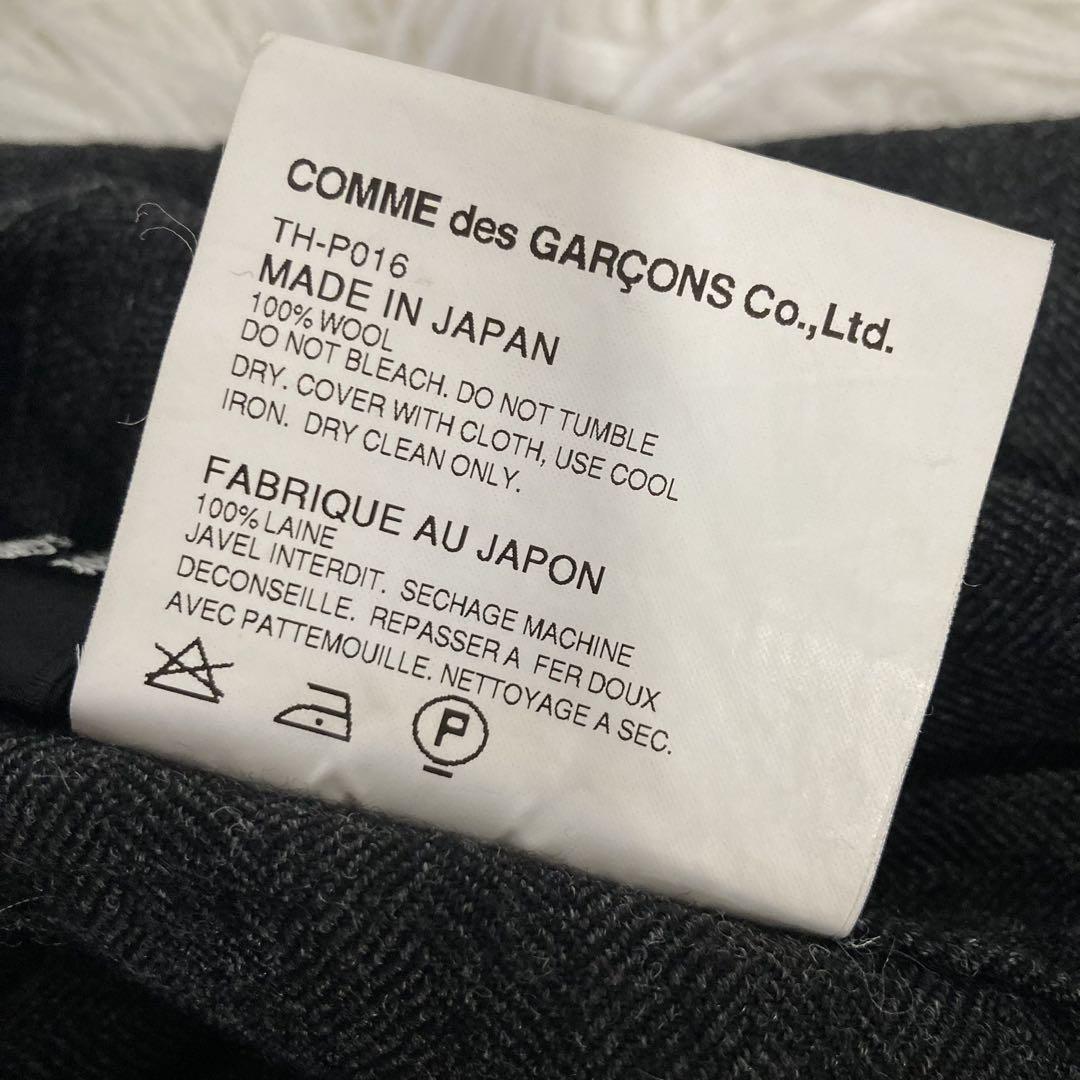 COMME des GARÇONS Co.,Ltd.
TH-P016
MADE IN JAPAN
100% WOOL
DO NOT BLEACH. DO NOT TUMBLE
DRY. COVER WITH CLOTH, USE COOL
IRON. DRY CLEAN ONLY.
FABRIQUE AU JAPON
100% LAINE
JAVEL INTERDIT. SECHAGE MACHINE
DECONSEILLE. REPASSER A FER DOUX
AVEC PATTEMOUILLE. NETTOYAGE A SEC.
P